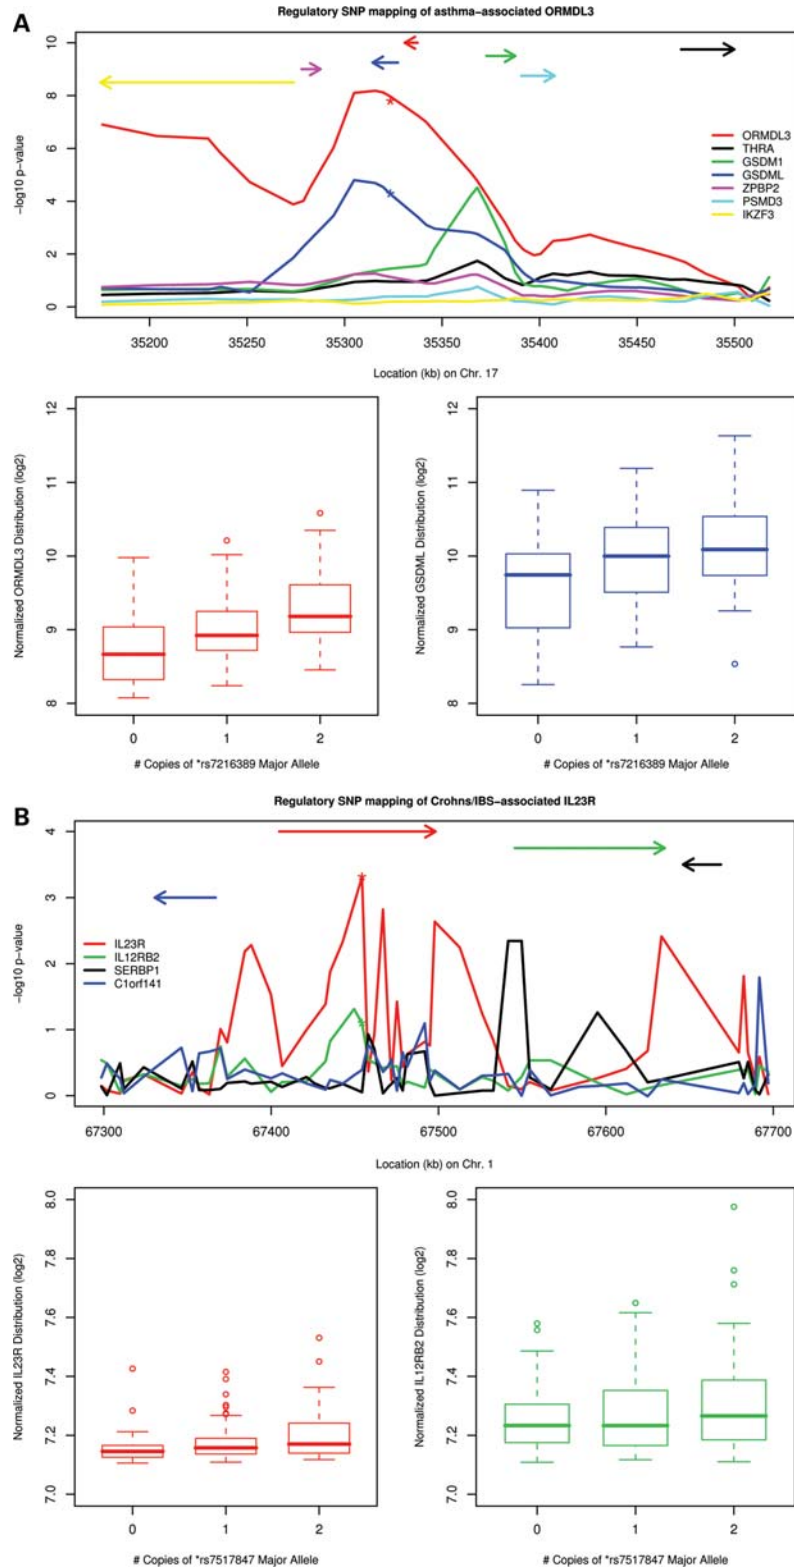 A
Regulatory SNP mapping of asthma-associated ORMDL3
-log10 p-value
10
8
6
4
2
0
ORMDL3
THRA
GSDM1
GSDML
ZPBP2
PSMD3
IKZF3
35200 35250 35300 35350 35400 35450 35500
Location (kb) on Chr. 17
Normalized ORMDL3 Distribution (log2)
12
11
10
9
8
0 1 2
# Copies of *rs7216389 Major Allele
Normalized GSDML Distribution (log2)
12
11
10
9
8
0 1 2
# Copies of *rs7216389 Major Allele
B
Regulatory SNP mapping of Crohns/IBS-associated IL23R
-log10 p-value
4
3
2
1
0
IL23R
IL12RB2
SERBP1
C1orf141
67300 67400 67500 67600 67700
Location (kb) on Chr. 1
Normalized IL23R Distribution (log2)
8.0
7.8
7.6
7.4
7.2
7.0
0 1 2
# Copies of *rs7517847 Major Allele
Normalized IL12RB2 Distribution (log2)
8.0
7.8
7.6
7.4
7.2
7.0
0 1 2
# Copies of *rs7517847 Major Allele